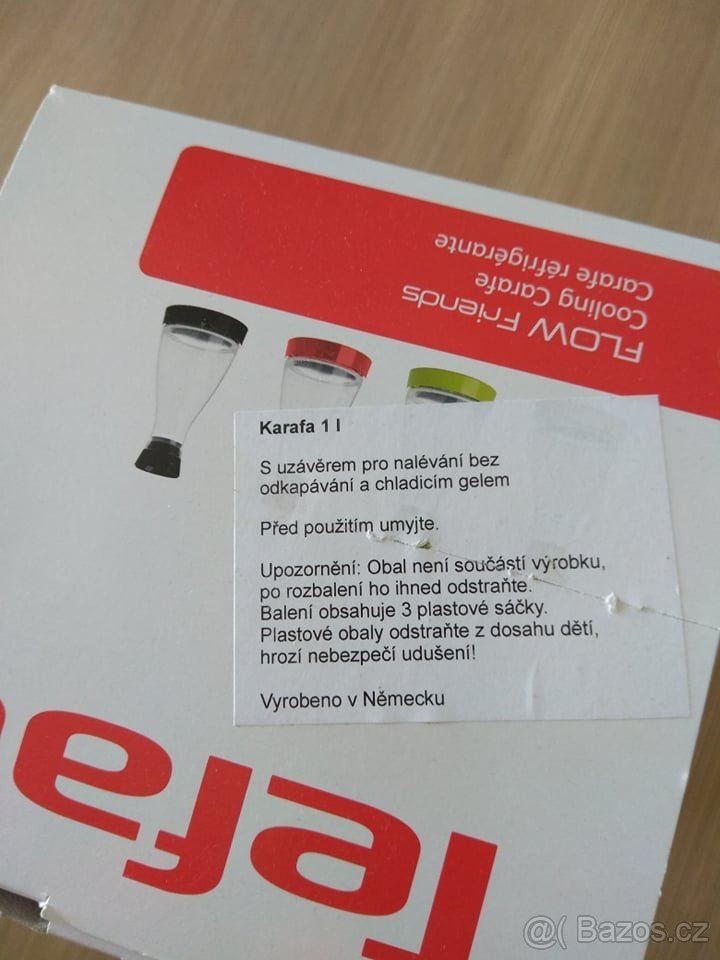 FLOW Friends
Cooling Carafe
Carafe réfrigérante
Karafa 1 l
S uzávěrem pro nalévání bez
odkapávání a chladicím gelem
Před použitím umyjte.
Upozornění: Obal není součástí výrobku,
po rozbalení ho ihned odstraňte.
Balení obsahuje 3 plastové sáčky.
Plastové obaly odstraňte z dosahu dětí,
hrozí nebezpečí udušení!
Vyrobeno v Německu
Tefa
@( Bazos.cz